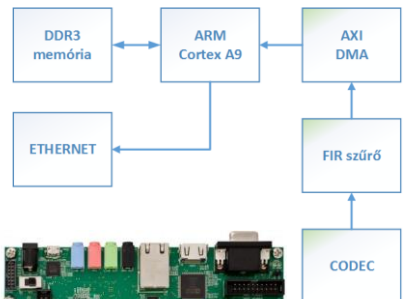 DDR3
memória
ARM
Cortex A9
AXI
DMA
ETHERNET
FIR szűrő
CODEC